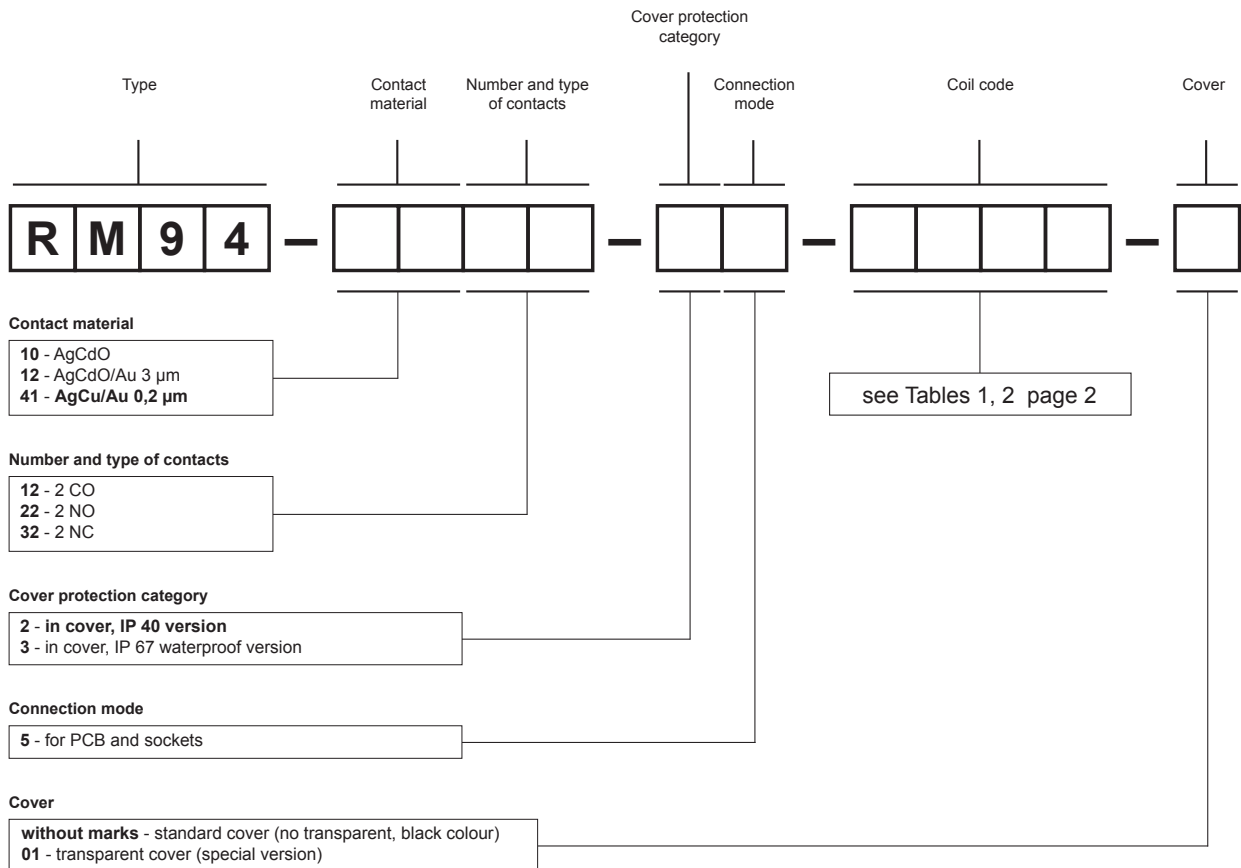 Cover protection
category
Type
Contact
material
Number and type
of contacts
Connection
mode
Coil code
Cover
R M 9 4 – – – –
Contact material
10 - AgCdO
12 - AgCdO/Au 3 µm
41 - AgCu/Au 0,2 µm
see Tables 1, 2 page 2
Number and type of contacts
12 - 2 CO
22 - 2 NO
32 - 2 NC
Cover protection category
2 - in cover, IP 40 version
3 - in cover, IP 67 waterproof version
Connection mode
5 - for PCB and sockets
Cover
without marks - standard cover (no transparent, black colour)
01 - transparent cover (special version)